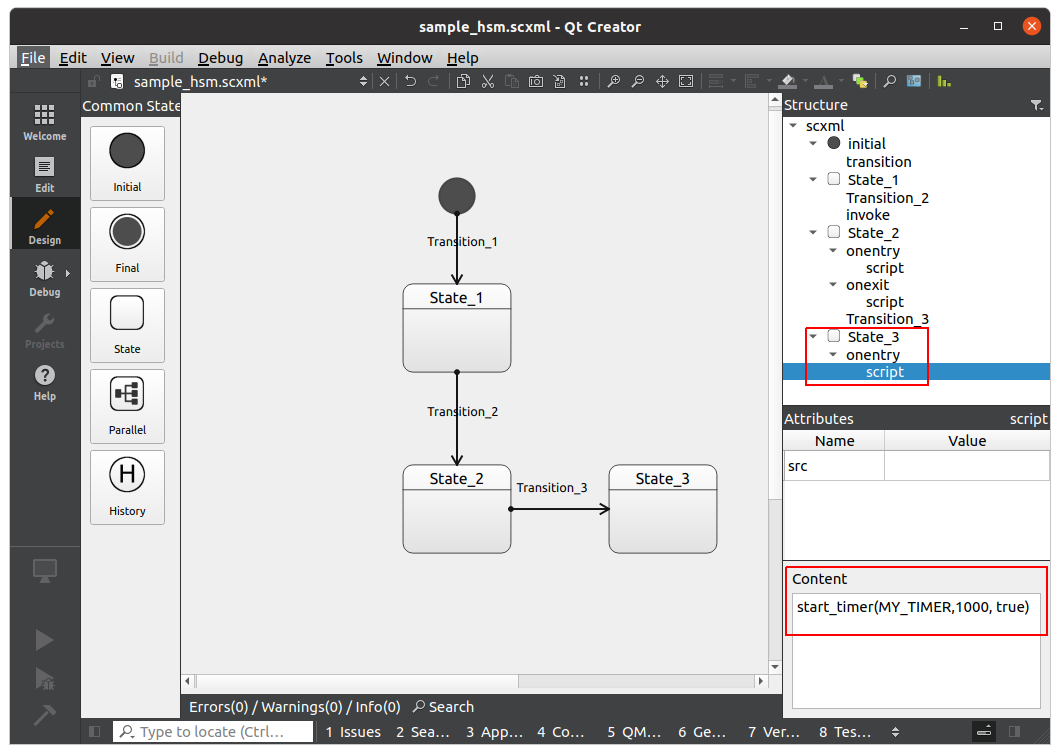 sample_hsm.scxml - Qt Creator
File Edit View Build Debug Analyze Tools Window Help
sample_hsm.scxml*
Welcome
Edit
Design
Debug
Projects
Help
Common State
Initial
Final
State
Parallel
H
History
Transition_1
State_1
Transition_2
State_2
Transition_3
State_3
Structure
scxml
initial
transition
State_1
Transition_2
invoke
State_2
onentry
script
onexit
script
Transition_3
State_3
onentry
script
Attributes script
Name Value
src
Content
start_timer(MY_TIMER,1000, true)
Errors(0) / Warnings(0) / Info(0) Search
Type to locate (Ctrl... 1 Issues 2 Sea... 3 App... 4 Co... 5 QM... 6 Ge... 7 Ver... 8 Tes...